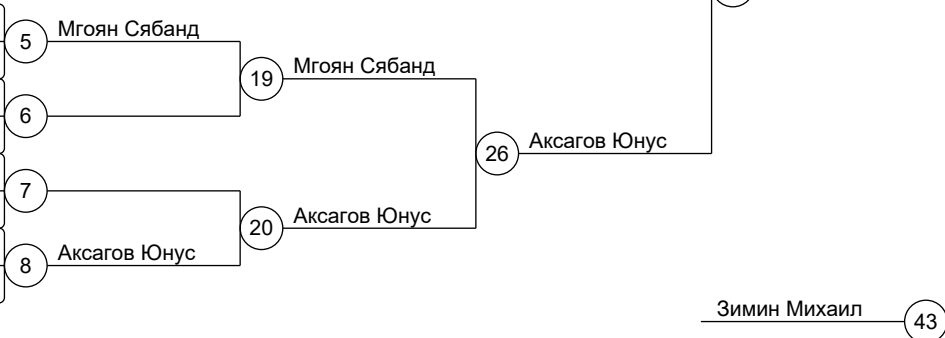 5
Мгоян Сябанд
19
Мгоян Сябанд
6
26
Аксагов Юнус
7
20
Аксагов Юнус
8
Аксагов Юнус
Зимин Михаил
43